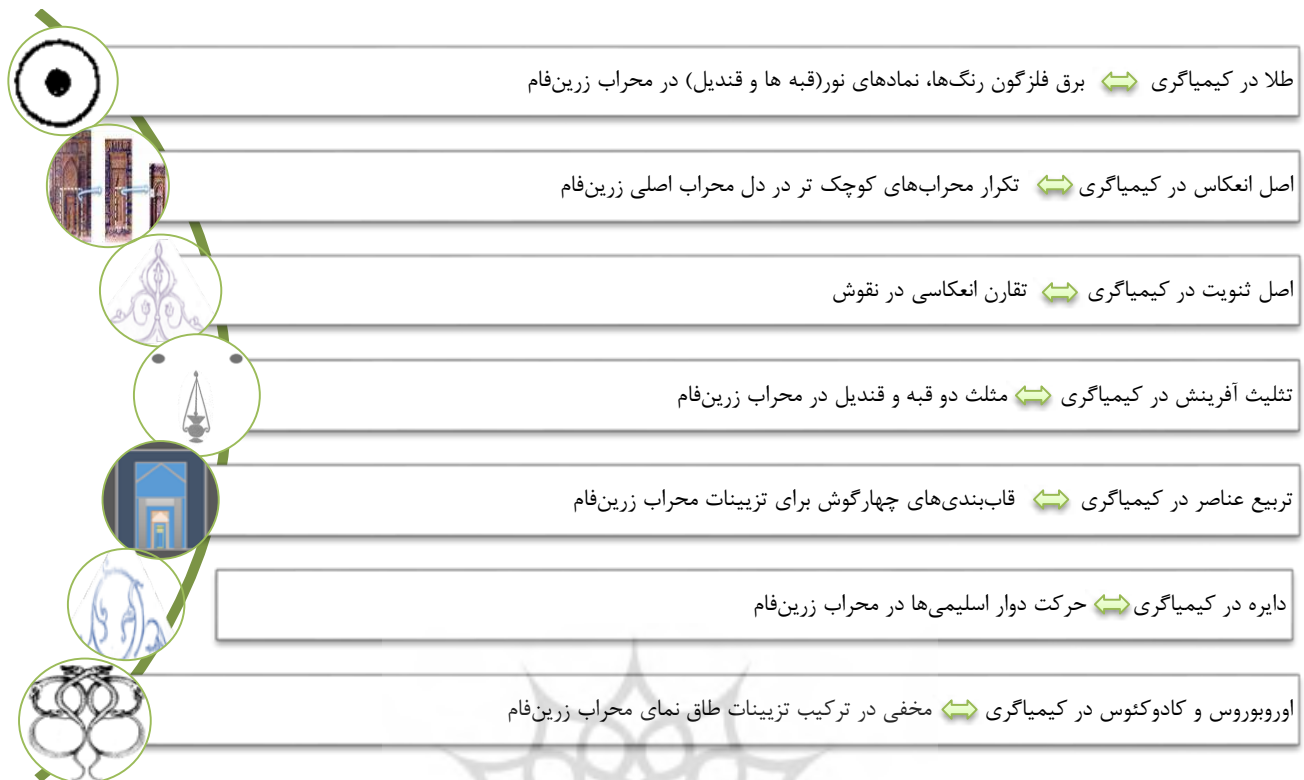 طلا در کیمیاگری ⇔ برق فلزگون رنگ‌ها، نمادهای نور(قبه ها و قندیل) در محراب زرین‌فام
اصل انعکاس در کیمیاگری ⇔ تکرار محراب‌های کوچک تر در دل محراب اصلی زرین‌فام
اصل ثنویت در کیمیاگری ⇔ تقارن انعکاسی در نقوش
تثلیث آفرینش در کیمیاگری ⇔ مثلث دو قبه و قندیل در محراب زرین‌فام
تربیع عناصر در کیمیاگری ⇔ قاب‌بندی‌های چهارگوش برای تزیینات محراب زرین‌فام
دایره در کیمیاگری ⇔ حرکت دوار اسلیمی‌ها در محراب زرین‌فام
اوروبوروس و کادوکئوس در کیمیاگری ⇔ مخفی در ترکیب تزیینات طاق نمای محراب زرین‌فام